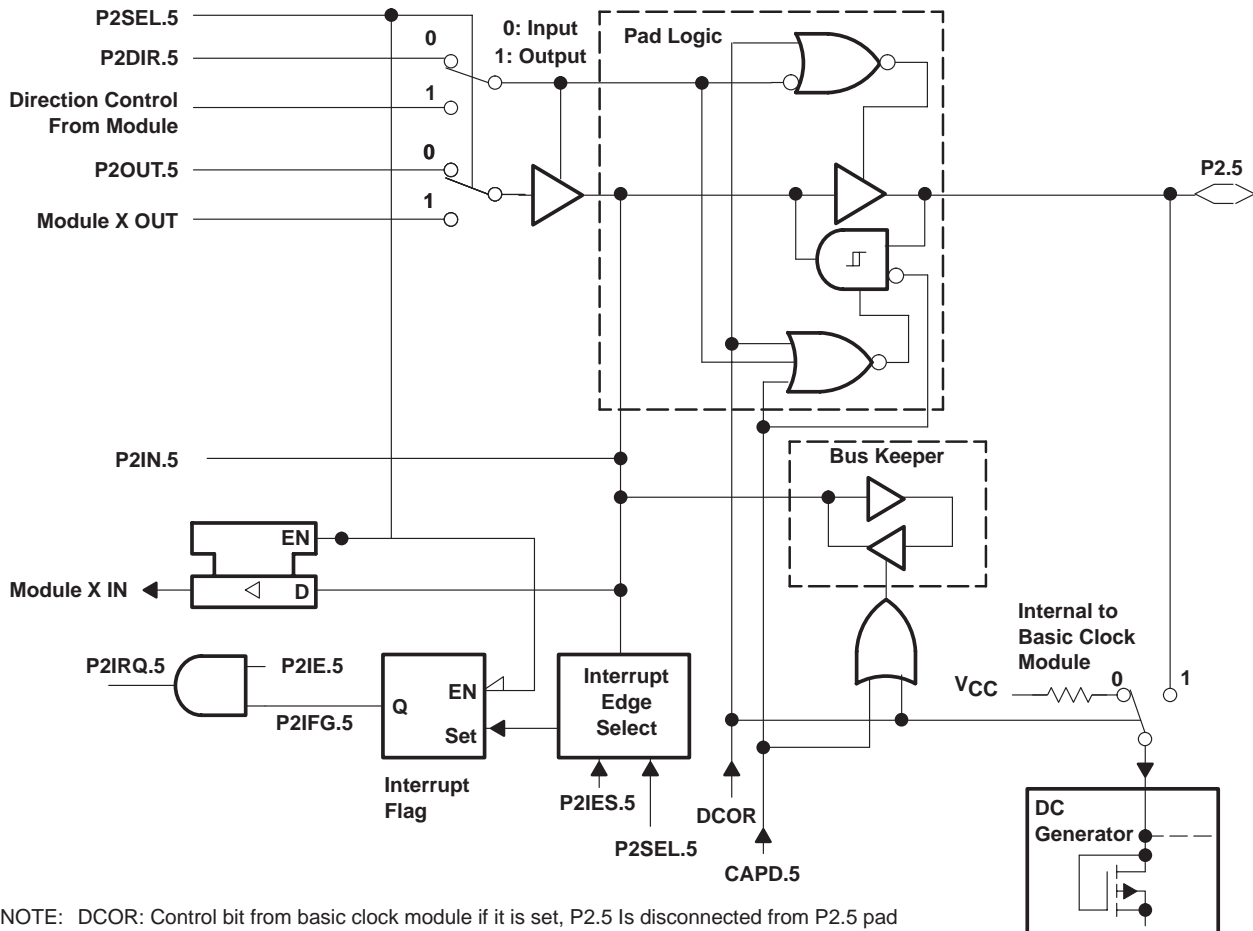 P2SEL.5
P2DIR.5
Direction Control
From Module
P2OUT.5
Module X OUT
0
1
0
1
0: Input
1: Output
Pad Logic
P2.5
P2IN.5
Bus Keeper
EN
D
Module X IN
P2IRQ.5
P2IE.5
P2IFG.5
EN
Q
Set
Interrupt
Flag
Interrupt
Edge
Select
P2IES.5
P2SEL.5
DCOR
CAPD.5
Internal to
Basic Clock
Module
VCC
0
1
DC
Generator
NOTE: DCOR: Control bit from basic clock module if it is set, P2.5 Is disconnected from P2.5 pad